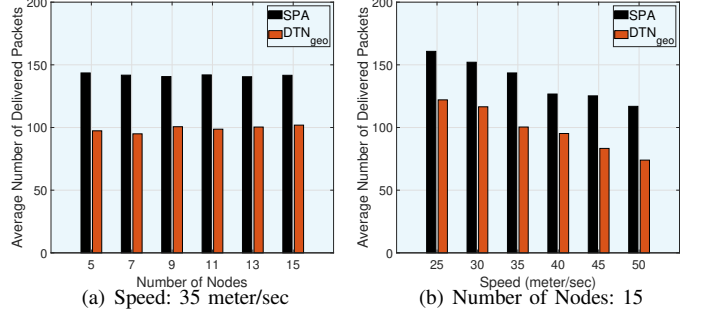 200
150
100
50
0
Average Number of Delivered Packets
SPA
DTN geo
5 7 9 11 13 15
Number of Nodes
(a) Speed: 35 meter/sec
200
150
100
50
0
Average Number of Delivered Packets
SPA
DTN geo
25 30 35 40 45 50
Speed (meter/sec)
(b) Number of Nodes: 15